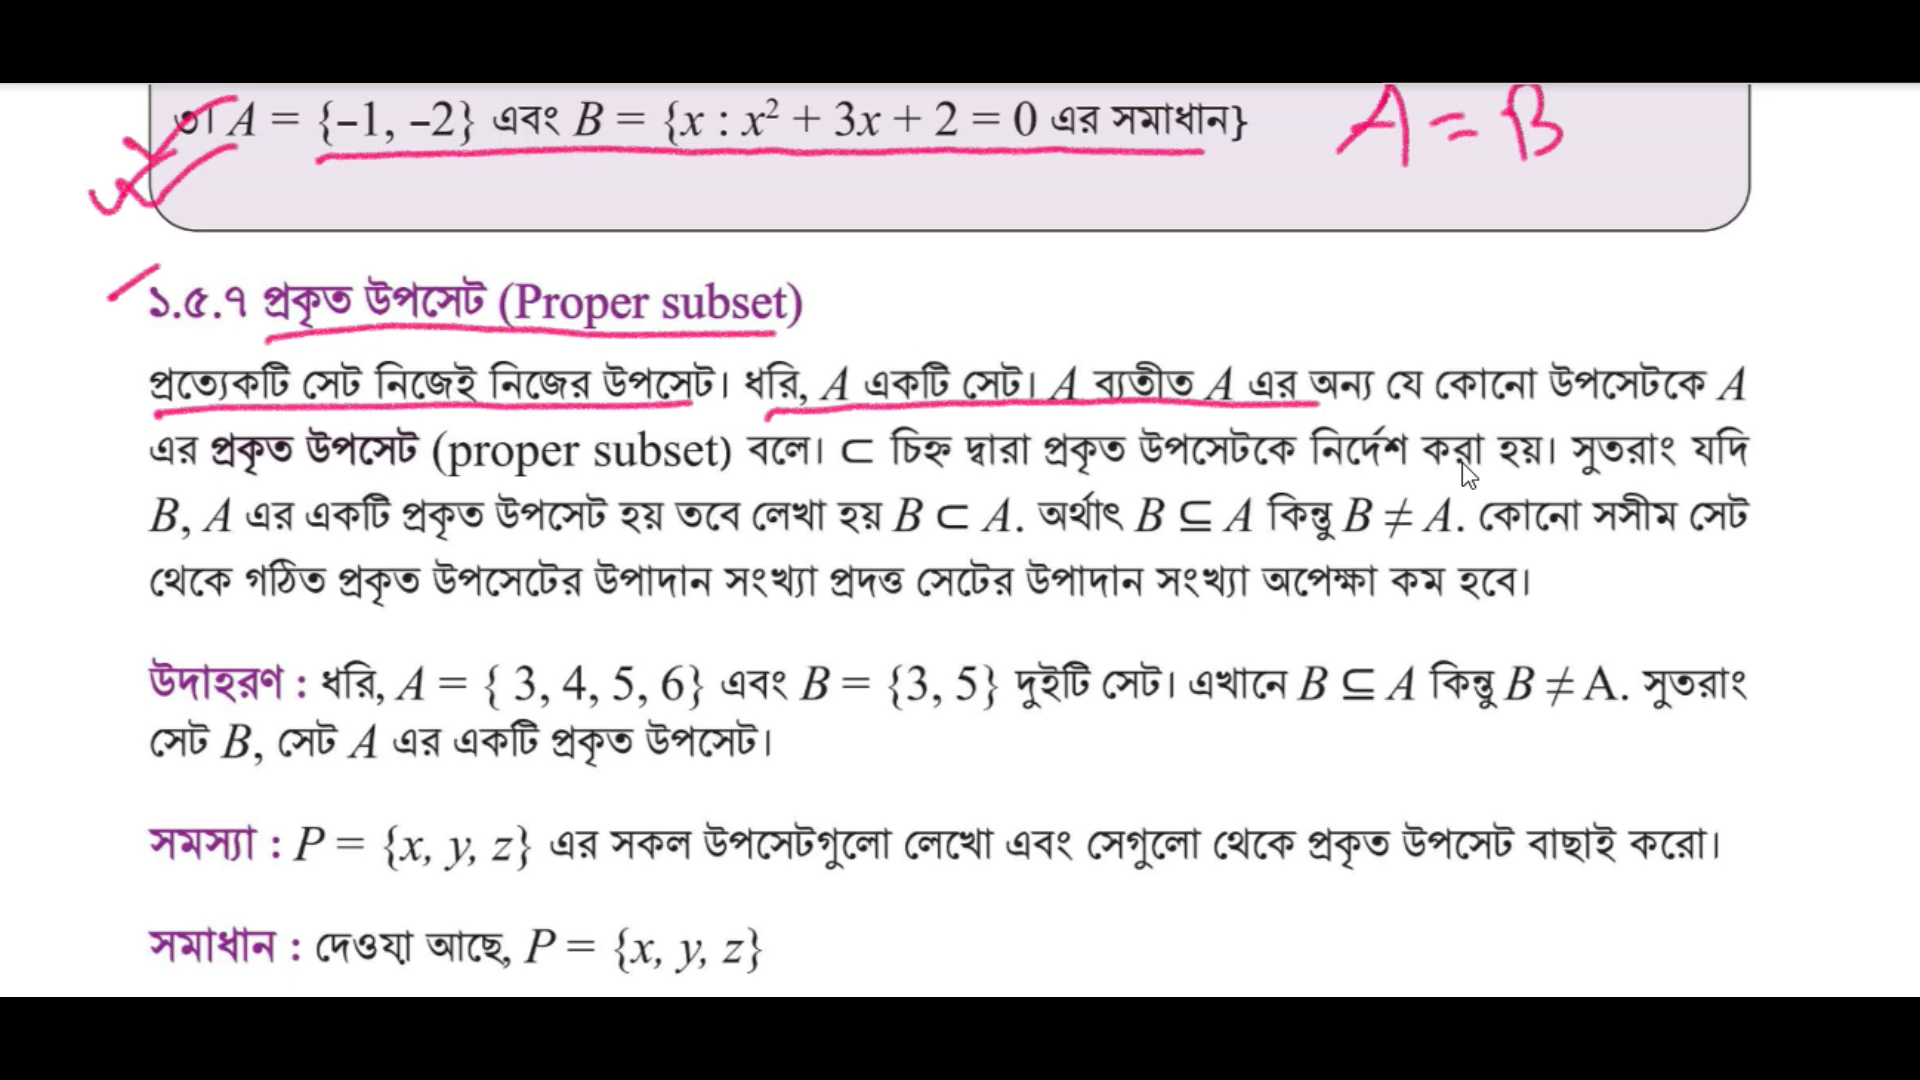 ৩। A = {–1, –2} এবং B = {x : x² + 3x + 2 = 0 এর সমাধান} A = B
১.৫.৭ প্রকৃত উপসেট (Proper subset)
প্রত্যেকটি সেট নিজেই নিজের উপসেট। ধরি, A একটি সেট। A ব্যতীত A এর অন্য যে কোনো উপসেটকে A
এর প্রকৃত উপসেট (proper subset) বলে। ⊂ চিহ্ন দ্বারা প্রকৃত উপসেটকে নির্দেশ করা হয়। সুতরাং যদি
B, A এর একটি প্রকৃত উপসেট হয় তবে লেখা হয় B ⊂ A. অর্থাৎ B ⊆ A কিন্তু B ≠ A. কোনো সসীম সেট
থেকে গঠিত প্রকৃত উপসেটের উপাদান সংখ্যা প্রদত্ত সেটের উপাদান সংখ্যা অপেক্ষা কম হবে।
উদাহরণ : ধরি, A = { 3, 4, 5, 6} এবং B = {3, 5} দুইটি সেট। এখানে B ⊆ A কিন্তু B ≠ A. সুতরাং
সেট B, সেট A এর একটি প্রকৃত উপসেট।
সমস্যা : P = {x, y, z} এর সকল উপসেটগুলো লেখো এবং সেগুলো থেকে প্রকৃত উপসেট বাছাই করো।
সমাধান : দেওয়া আছে, P = {x, y, z}